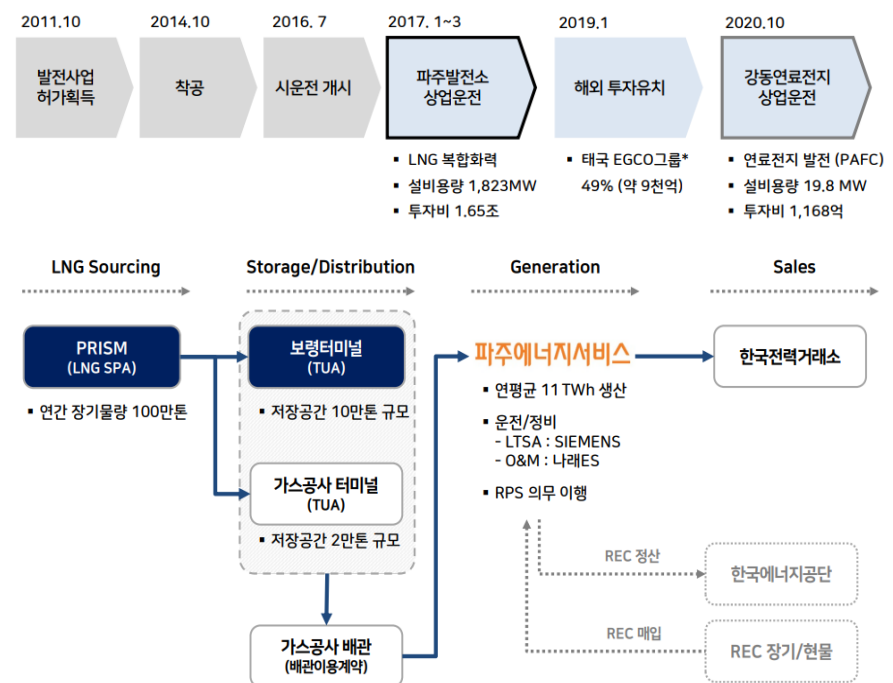 2011.10
2014.10
2016. 7
2017. 1~3
2019.1
2020.10
발전사업
허가획득
착공
시운전 개시
파주발전소
상업운전
해외 투자유치
강동연료전지
상업운전
▪ LNG 복합화력
▪ 설비용량 1,823MW
▪ 투자비 1.65조
▪ 태국 EGCO그룹*
49% (약 9천억)
▪ 연료전지 발전 (PAFC)
▪ 설비용량 19.8 MW
▪ 투자비 1,168억
LNG Sourcing
Storage/Distribution
Generation
Sales
PRISM
(LNG SPA)
▪ 연간 장기물량 100만톤
보령터미널
(TUA)
▪ 저장공간 10만톤 규모
가스공사 터미널
(TUA)
▪ 저장공간 2만톤 규모
가스공사 배관
(배관이용계약)
파주에너지서비스
▪ 연평균 11 TWh 생산
▪ 운전/정비
- LTSA : SIEMENS
- O&M : 나래ES
▪ RPS 의무 이행
한국전력거래소
REC 정산
한국에너지공단
REC 매입
REC 장기/현물